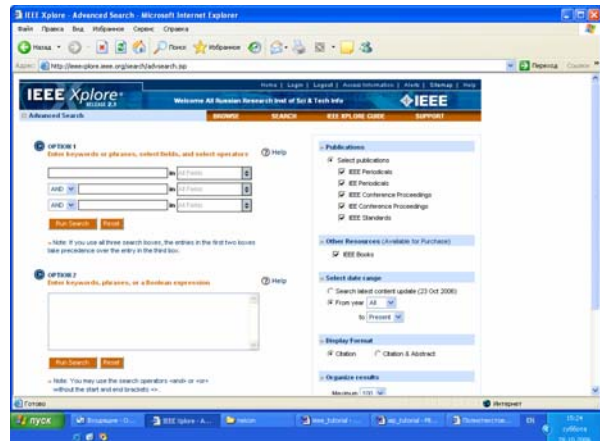 IEEE Xplore - Advanced Search - Microsoft Internet Explorer
Файл Правка Вид Избранное Сервис Справка
Назад Поиск Избранное
Адрес: http://ieeexplore.ieee.org/search/advsearch.jsp Переход Ссылки
Home | Login | Logout | Access Information | Alerts | Sitemap | Help
IEEE Xplore
RELEASE 2.3
Welcome All Russian Research Inst of Sci & Tech Info
IEEE
Advanced Search BROWSE SEARCH IEEE XPLORE GUIDE SUPPORT
OPTION 1
Enter keywords or phrases, select fields, and select operators
Help
in All Fields
AND in All Fields
AND in All Fields
Run Search Reset
» Note: If you use all three search boxes, the entries in the first two boxes
take precedence over the entry in the third box.
OPTION 2
Enter keywords, phrases, or a Boolean expression
Help
Run Search Reset
» Note: You may use the search operators <and> or <or>
without the start and end brackets <>.
» Publications
Select publications
IEEE Periodicals
IEE Periodicals
IEEE Conference Proceedings
IEE Conference Proceedings
IEEE Standards
» Other Resources (Available for Purchase)
IEEE Books
» Select date range
Search latest content update (23 Oct 2006)
From year All
to Present
» Display Format
Citation Citation & Abstract
» Organize results
Maximum 100
Готово Интернет
пуск IEEE Xplore - A...
EN 15:24
суббота